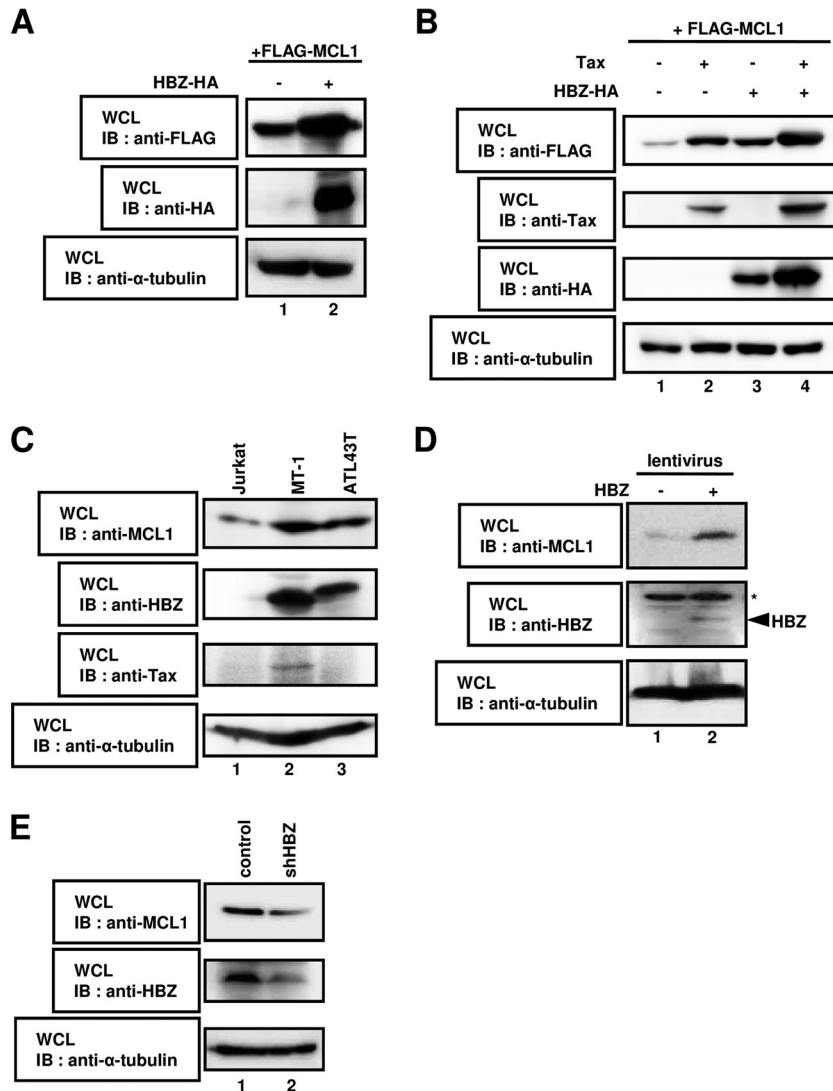 A
+FLAG-MCL1
HBZ-HA - +
WCL
IB : anti-FLAG
WCL
IB : anti-HA
WCL
IB : anti-α-tubulin
1 2
B
+ FLAG-MCL1
Tax - + - +
HBZ-HA - - + +
WCL
IB : anti-FLAG
WCL
IB : anti-Tax
WCL
IB : anti-HA
WCL
IB : anti-α-tubulin
1 2 3 4
C
Jurkat MT-1 ATL43T
WCL
IB : anti-MCL1
WCL
IB : anti-HBZ
WCL
IB : anti-Tax
WCL
IB : anti-α-tubulin
1 2 3
D
lentivirus
HBZ - +
WCL
IB : anti-MCL1
WCL
IB : anti-HBZ
*
HBZ
WCL
IB : anti-α-tubulin
1 2
E
control shHBZ
WCL
IB : anti-MCL1
WCL
IB : anti-HBZ
WCL
IB : anti-α-tubulin
1 2